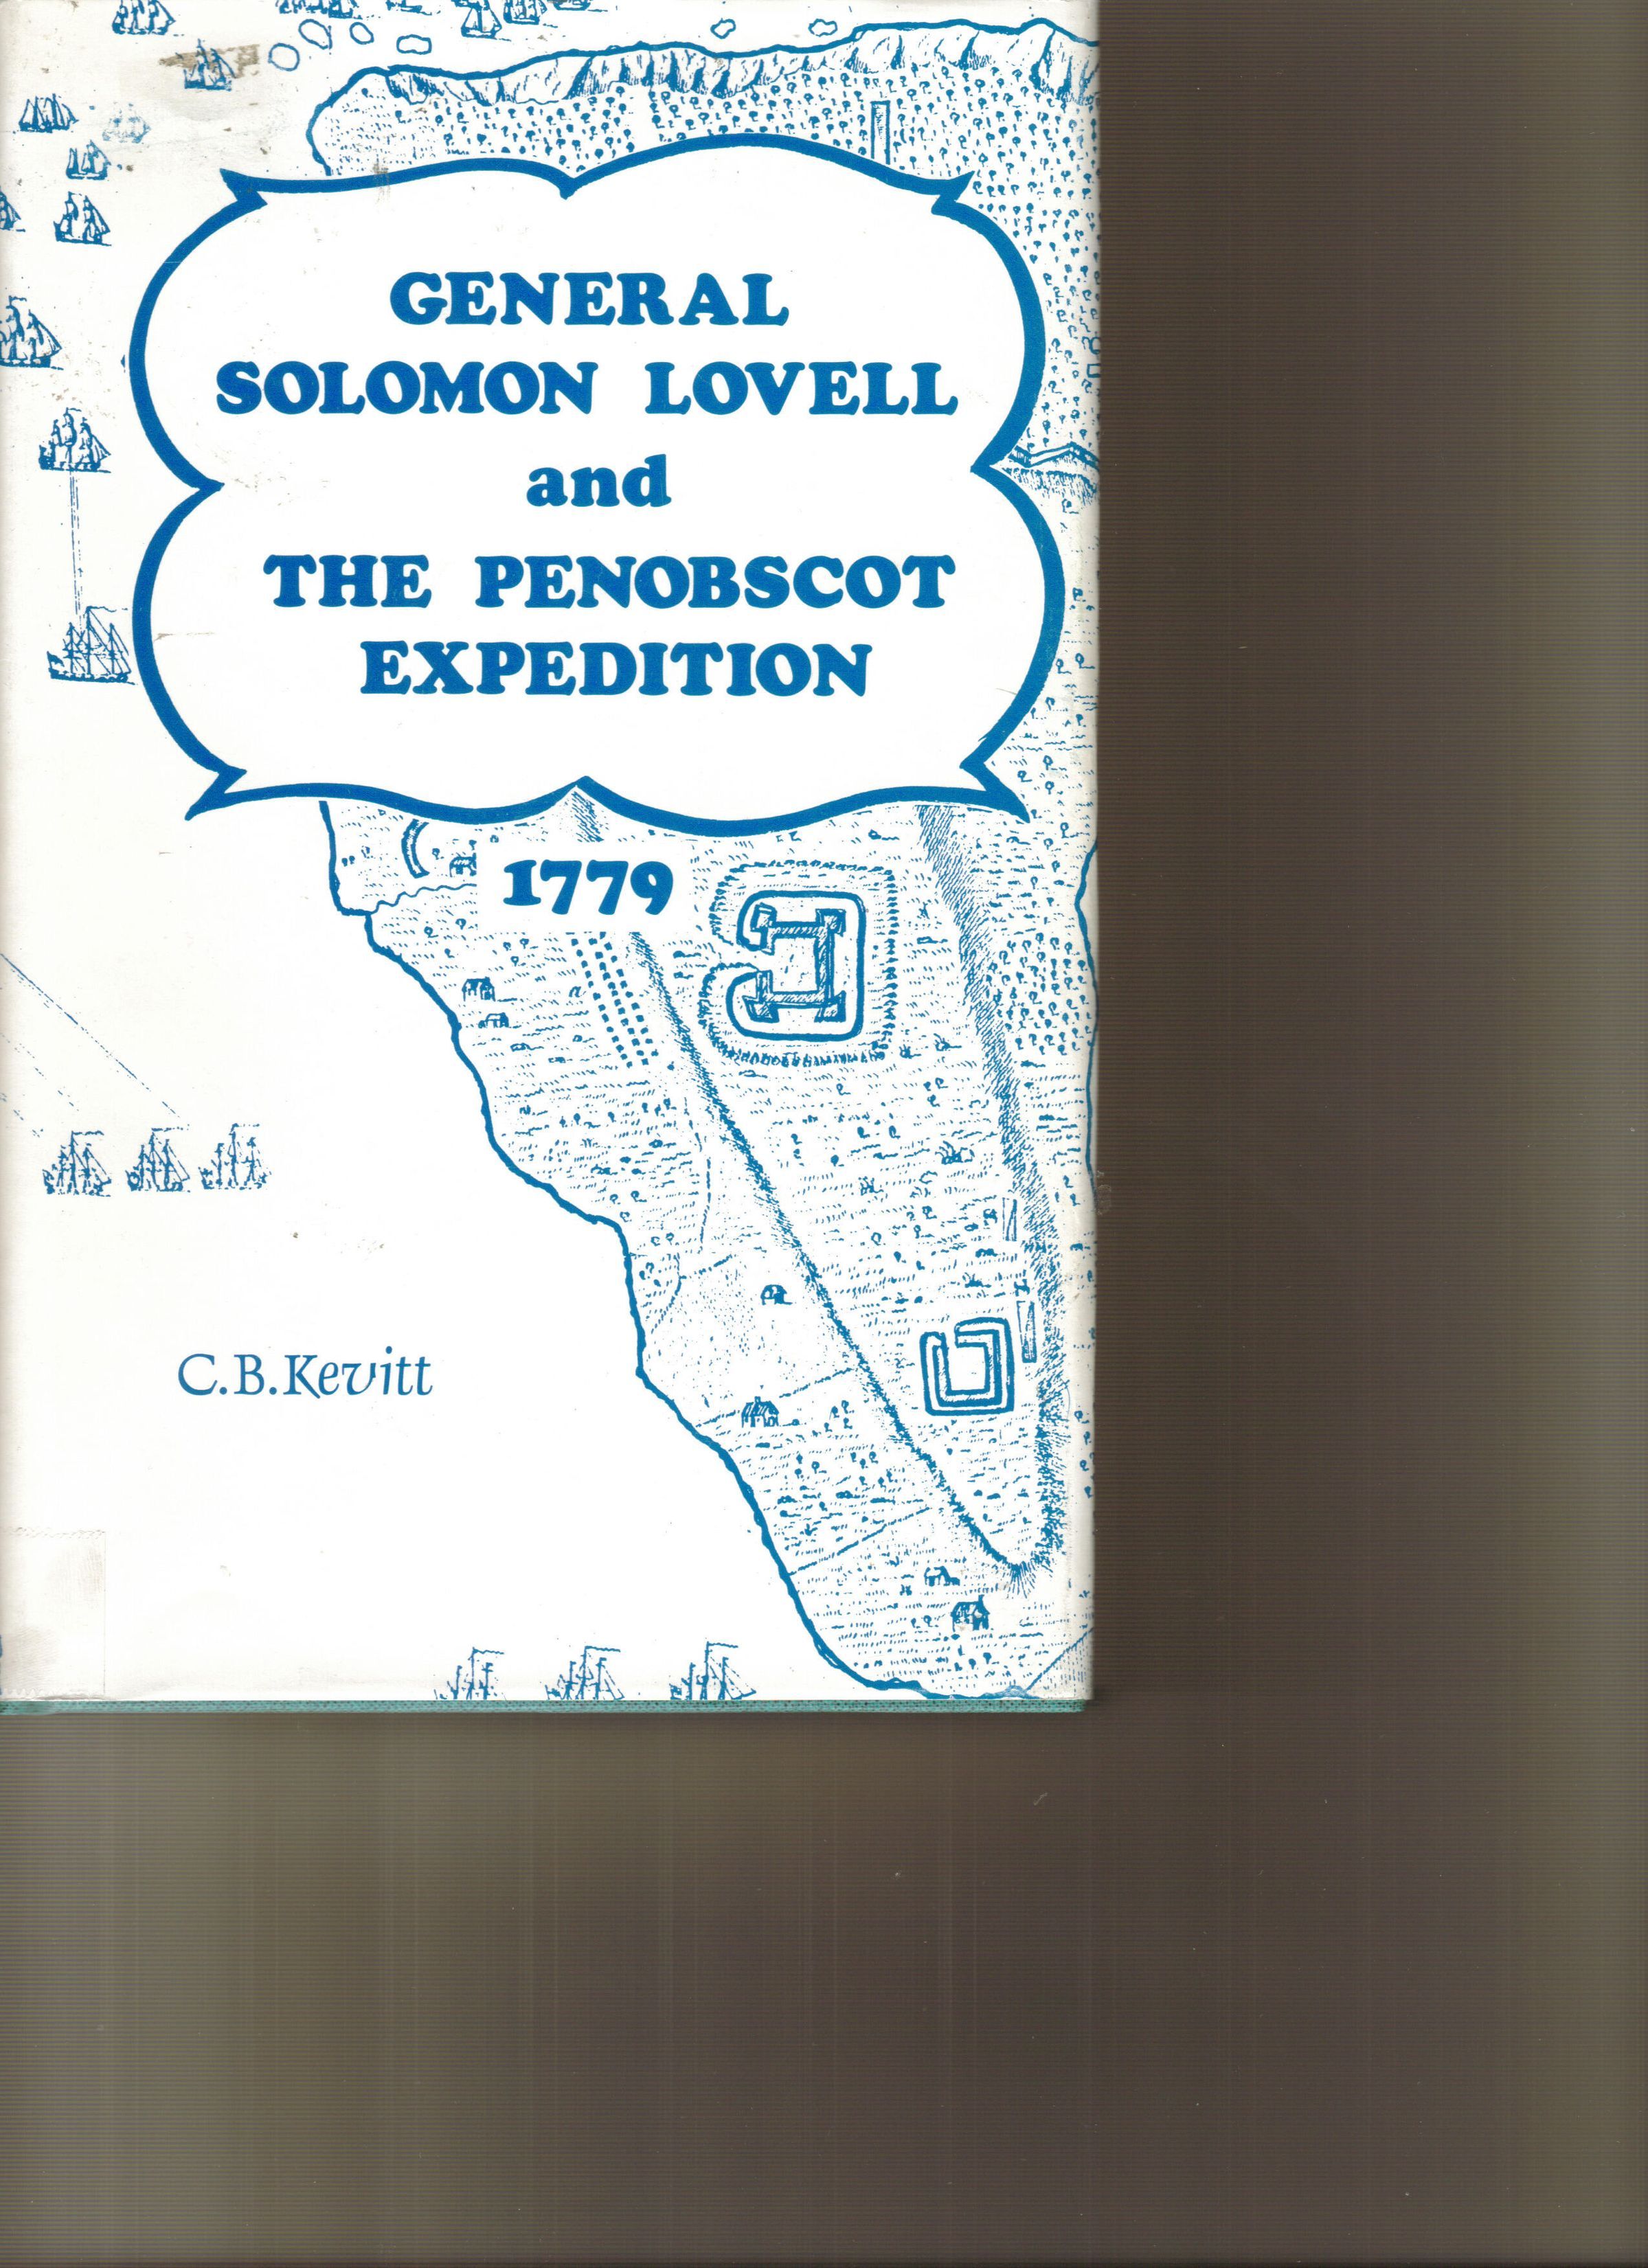 GENERAL
SOLOMON LOVELL
and
THE PENOBSCOT
EXPEDITION
1779
C.B.Kevitt